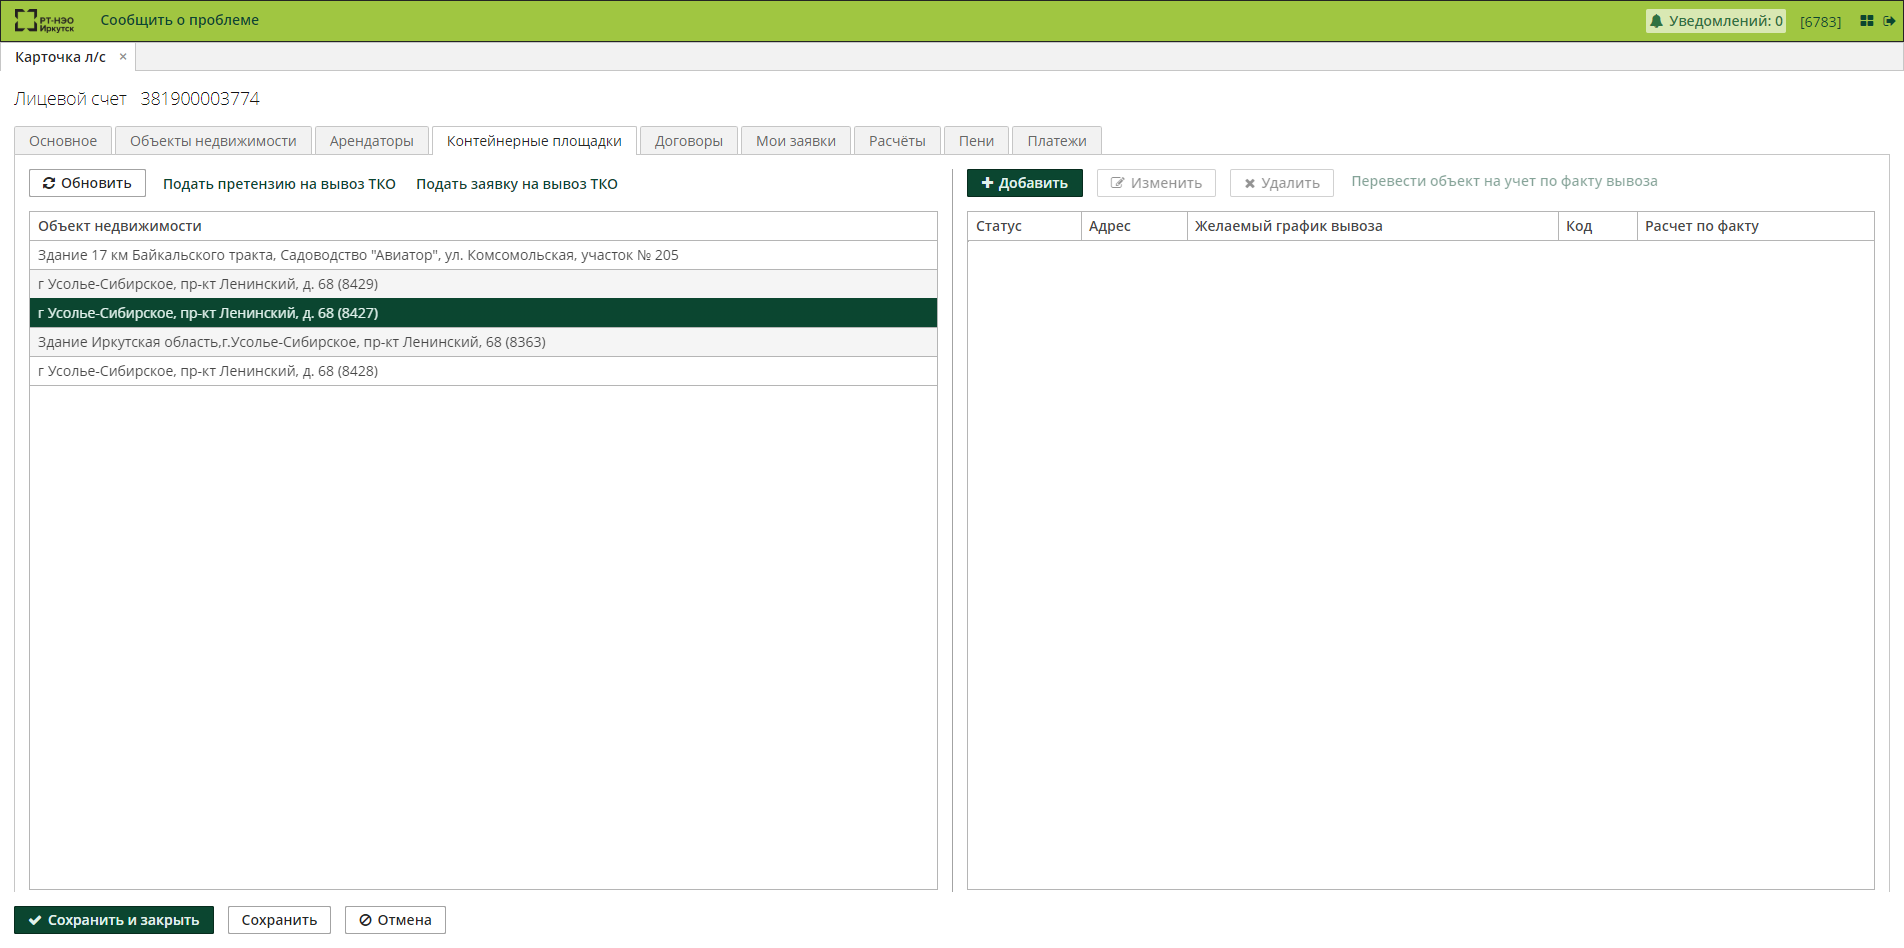 РТ-НЭО
Иркутск
Сообщить о проблеме
Уведомлений: 0
[6783]
Карточка л/с ×
Лицевой счет 381900003774
Основное
Объекты недвижимости
Арендаторы
Контейнерные площадки
Договоры
Мои заявки
Расчёты
Пени
Платежи
Обновить
Подать претензию на вывоз ТКО
Подать заявку на вывоз ТКО
Добавить
Изменить
Удалить
Перевести объект на учет по факту вывоза
Объект недвижимости
Здание 17 км Байкальского тракта, Садоводство "Авиатор", ул. Комсомольская, участок № 205
г Усолье-Сибирское, пр-кт Ленинский, д. 68 (8429)
г Усолье-Сибирское, пр-кт Ленинский, д. 68 (8427)
Здание Иркутская область,г.Усолье-Сибирское, пр-кт Ленинский, 68 (8363)
г Усолье-Сибирское, пр-кт Ленинский, д. 68 (8428)
Статус
Адрес
Желаемый график вывоза
Код
Расчет по факту
Сохранить и закрыть
Сохранить
Отмена